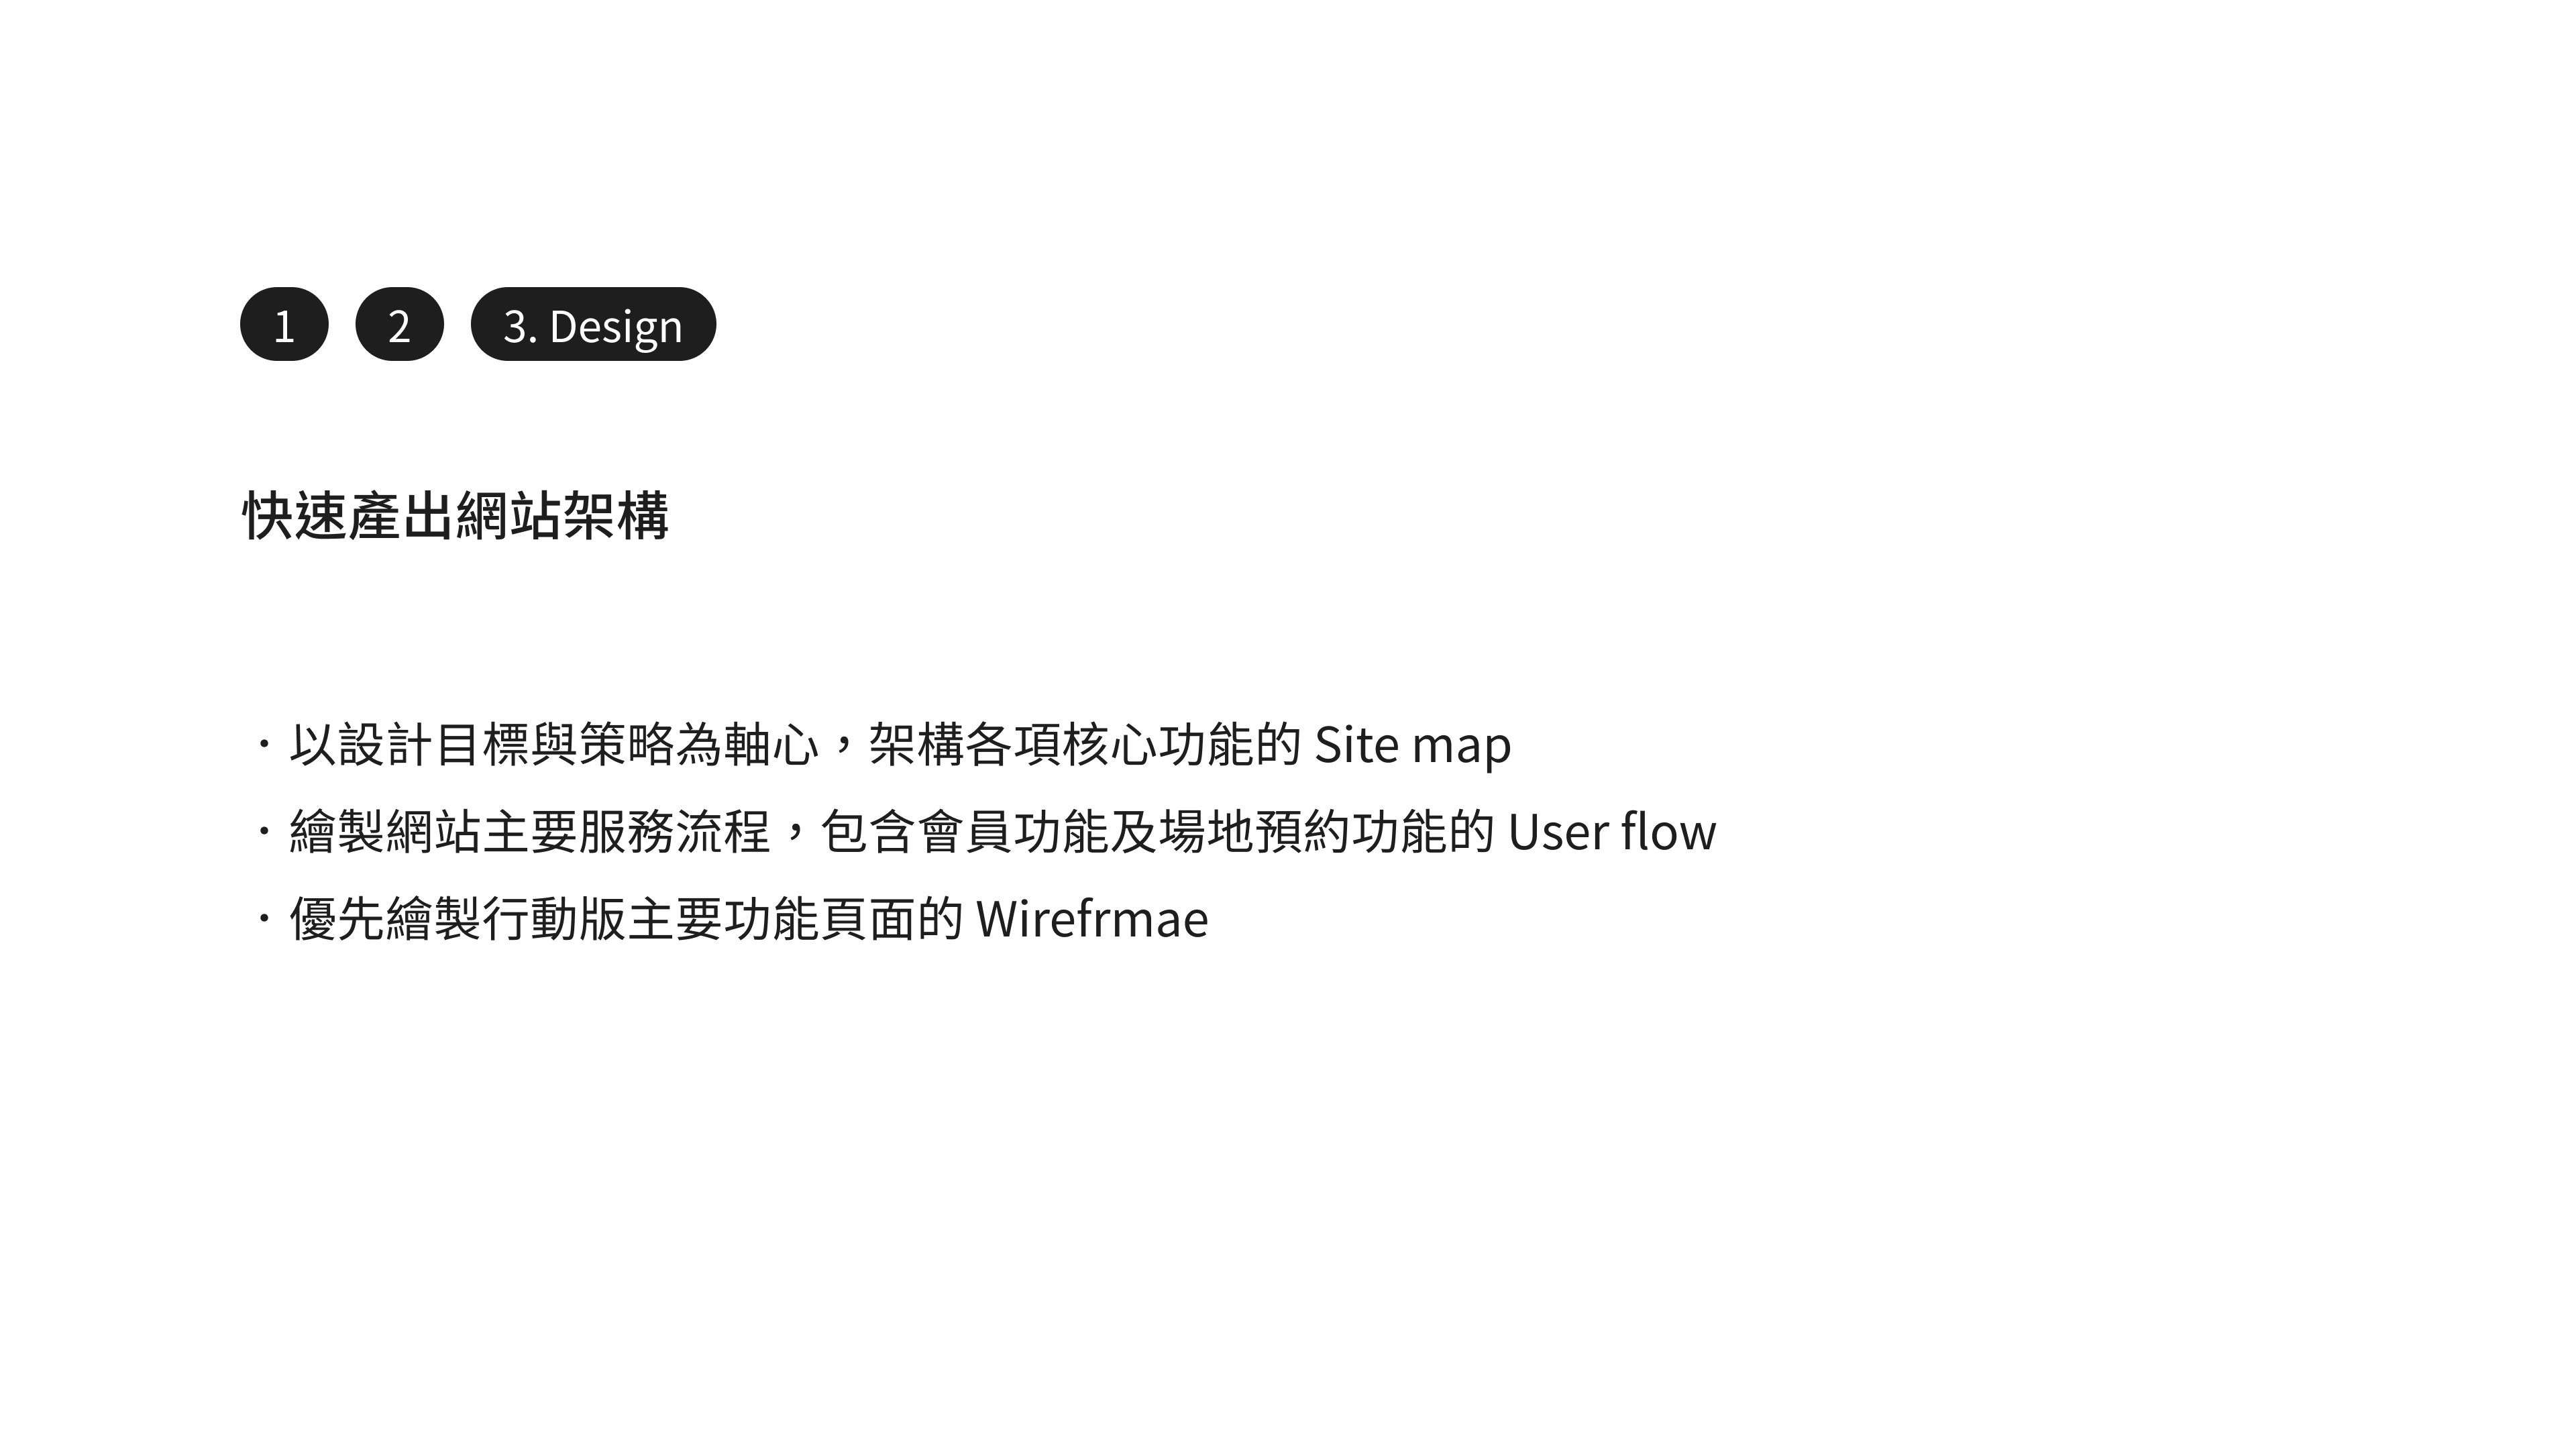 1 2 3. Design
快速產出網站架構
· 以設計目標與策略為軸心，架構各項核心功能的 Site map
· 繪製網站主要服務流程，包含會員功能及場地預約功能的 User flow
· 優先繪製行動版主要功能頁面的 Wirefrmae